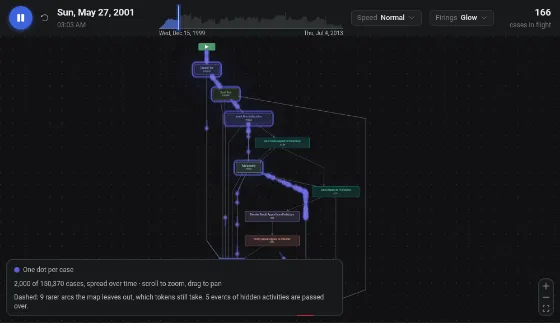 Sun, May 27, 2001
03:03 AM
Wed, Dec 15, 1999
Thu, Jul 4, 2013
Speed Normal
Firings Glow
166
cases in flight
One dot per case
2,000 of 150,370 cases, spread over time · scroll to zoom, drag to pan
Dashed: 9 rarer arcs the map leaves out, which tokens still take. 5 events of hidden activities are passed
over.